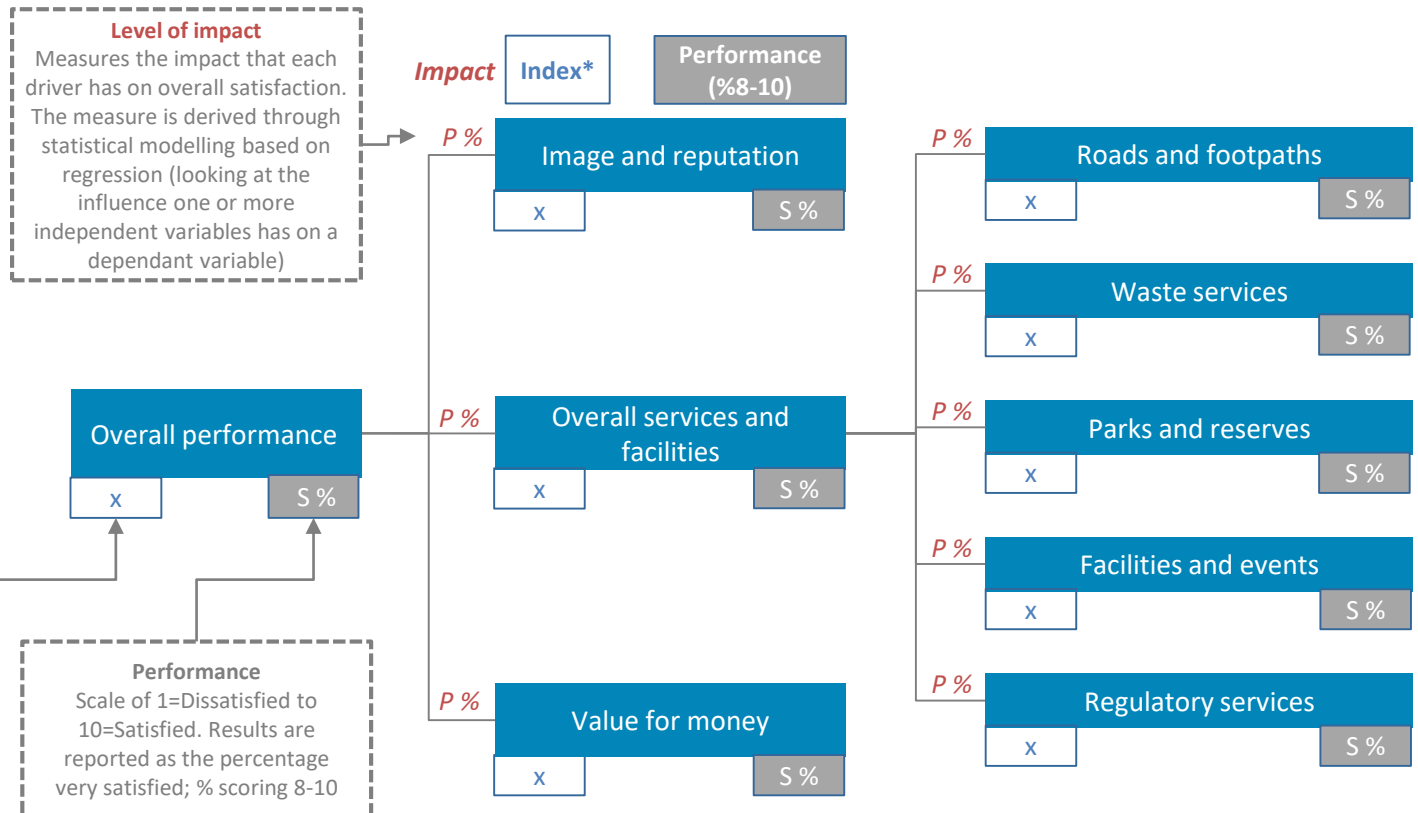 Level of impact
Measures the impact that each
driver has on overall satisfaction.
The measure is derived through
statistical modelling based on
regression (looking at the
influence one or more
independent variables has on a
dependant variable)
Impact
Index*
Performance
(%8-10)
P %
Image and reputation
x
S %
P %
Roads and footpaths
x
S %
P %
Waste services
x
S %
Overall performance
x
S %
P %
Overall services and
facilities
x
S %
P %
Parks and reserves
x
S %
P %
Facilities and events
x
S %
Performance
Scale of 1=Dissatisfied to
10=Satisfied. Results are
reported as the percentage
very satisfied; % scoring 8-10
P %
Value for money
x
S %
P %
Regulatory services
x
S %